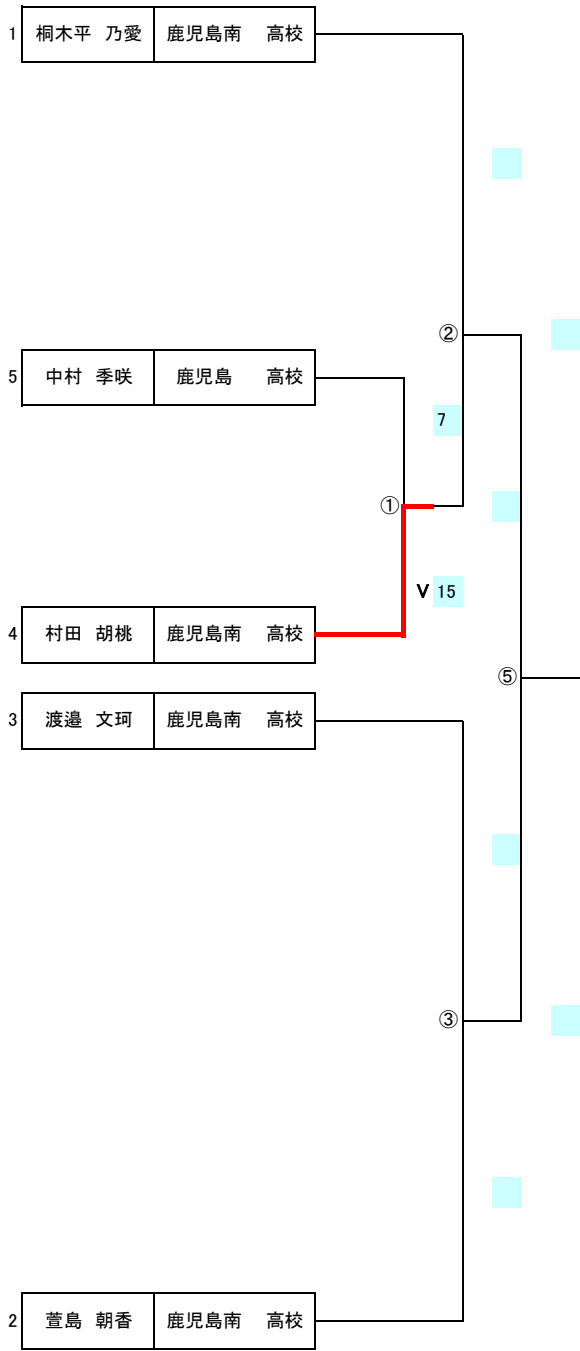 1 桐木平 乃愛 鹿児島南 高校
②
5 中村 季咲 鹿児島 高校
7
①
V 15
4 村田 胡桃 鹿児島南 高校
⑤
3 渡邉 文珂 鹿児島南 高校
③
2 萱島 朝香 鹿児島南 高校